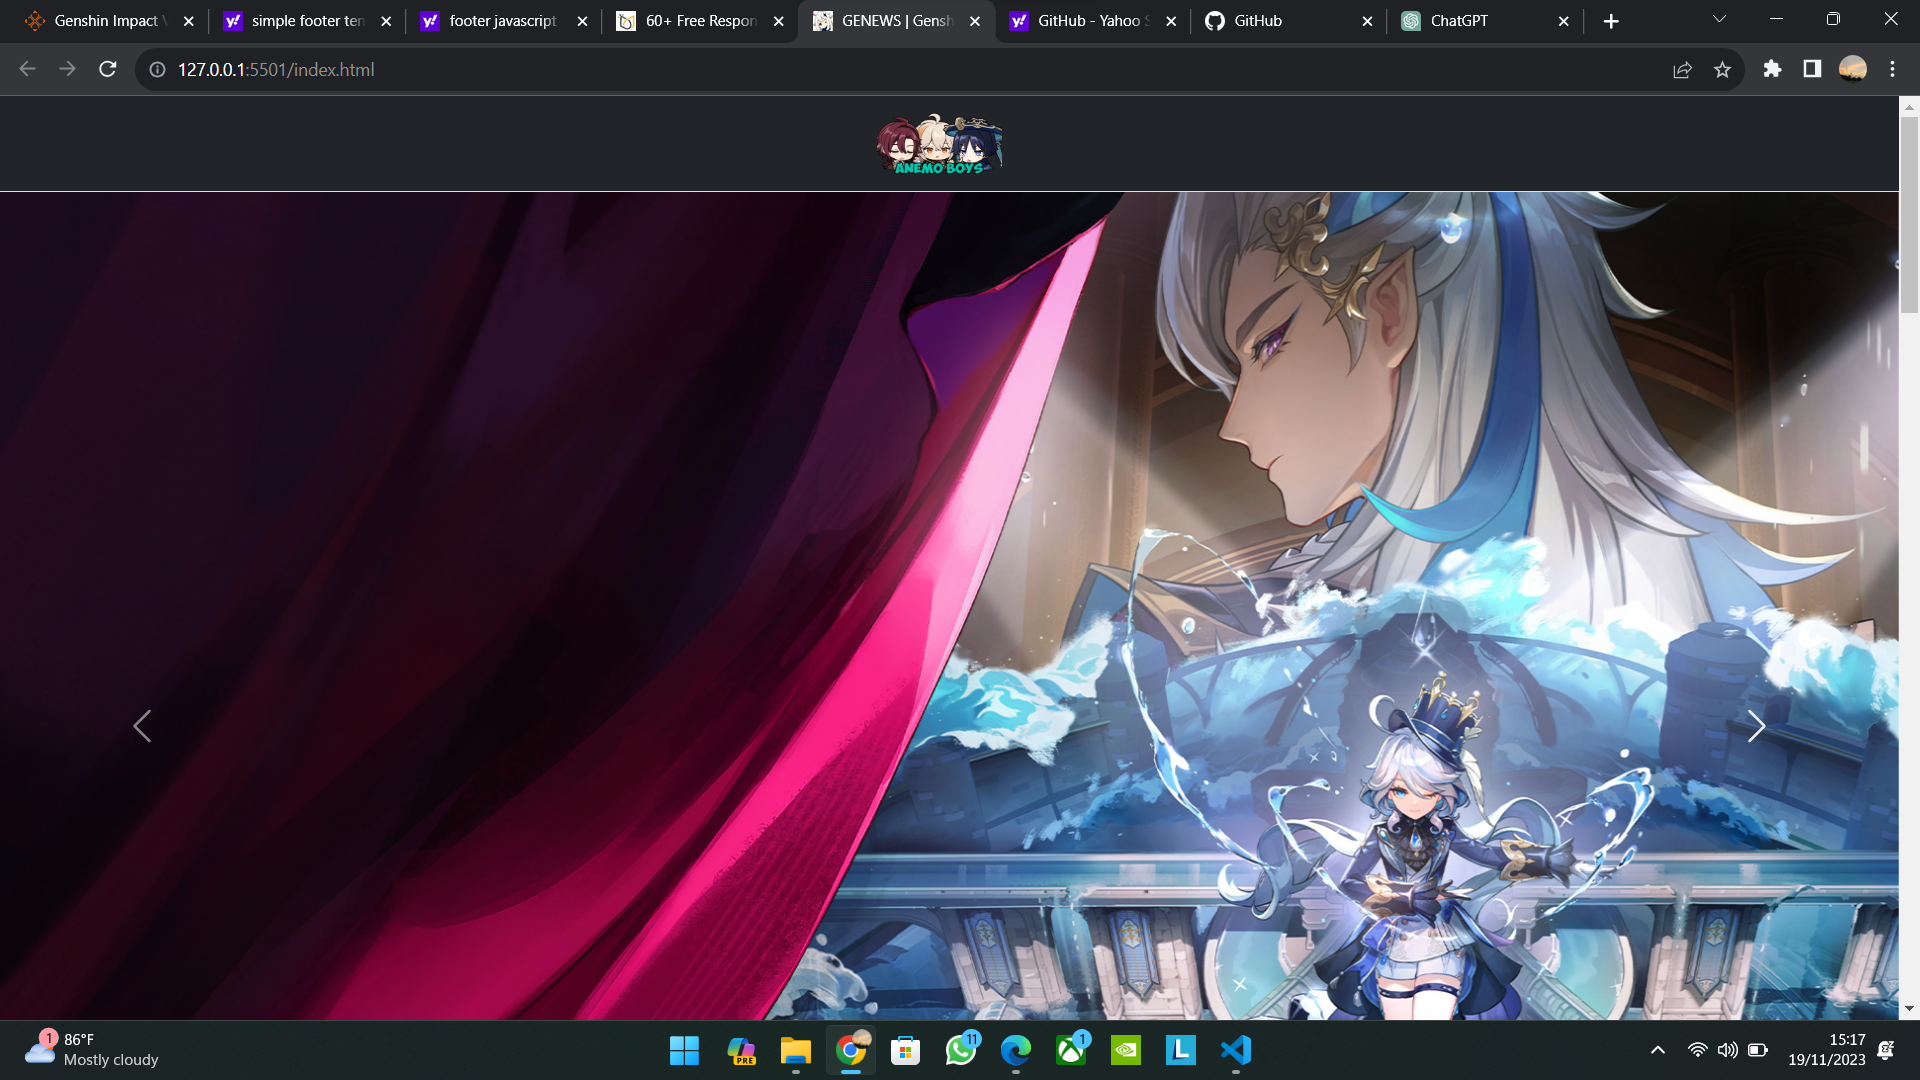 Genshin Impact V
simple footer ten
footer javascript
60+ Free Respon
GENEWS | Gensh
GitHub - Yahoo S
GitHub
ChatGPT
127.0.0.1:5501/index.html
ANEMO BOYS
1
86°F
Mostly cloudy
PRE
11
1
L
15:17
19/11/2023